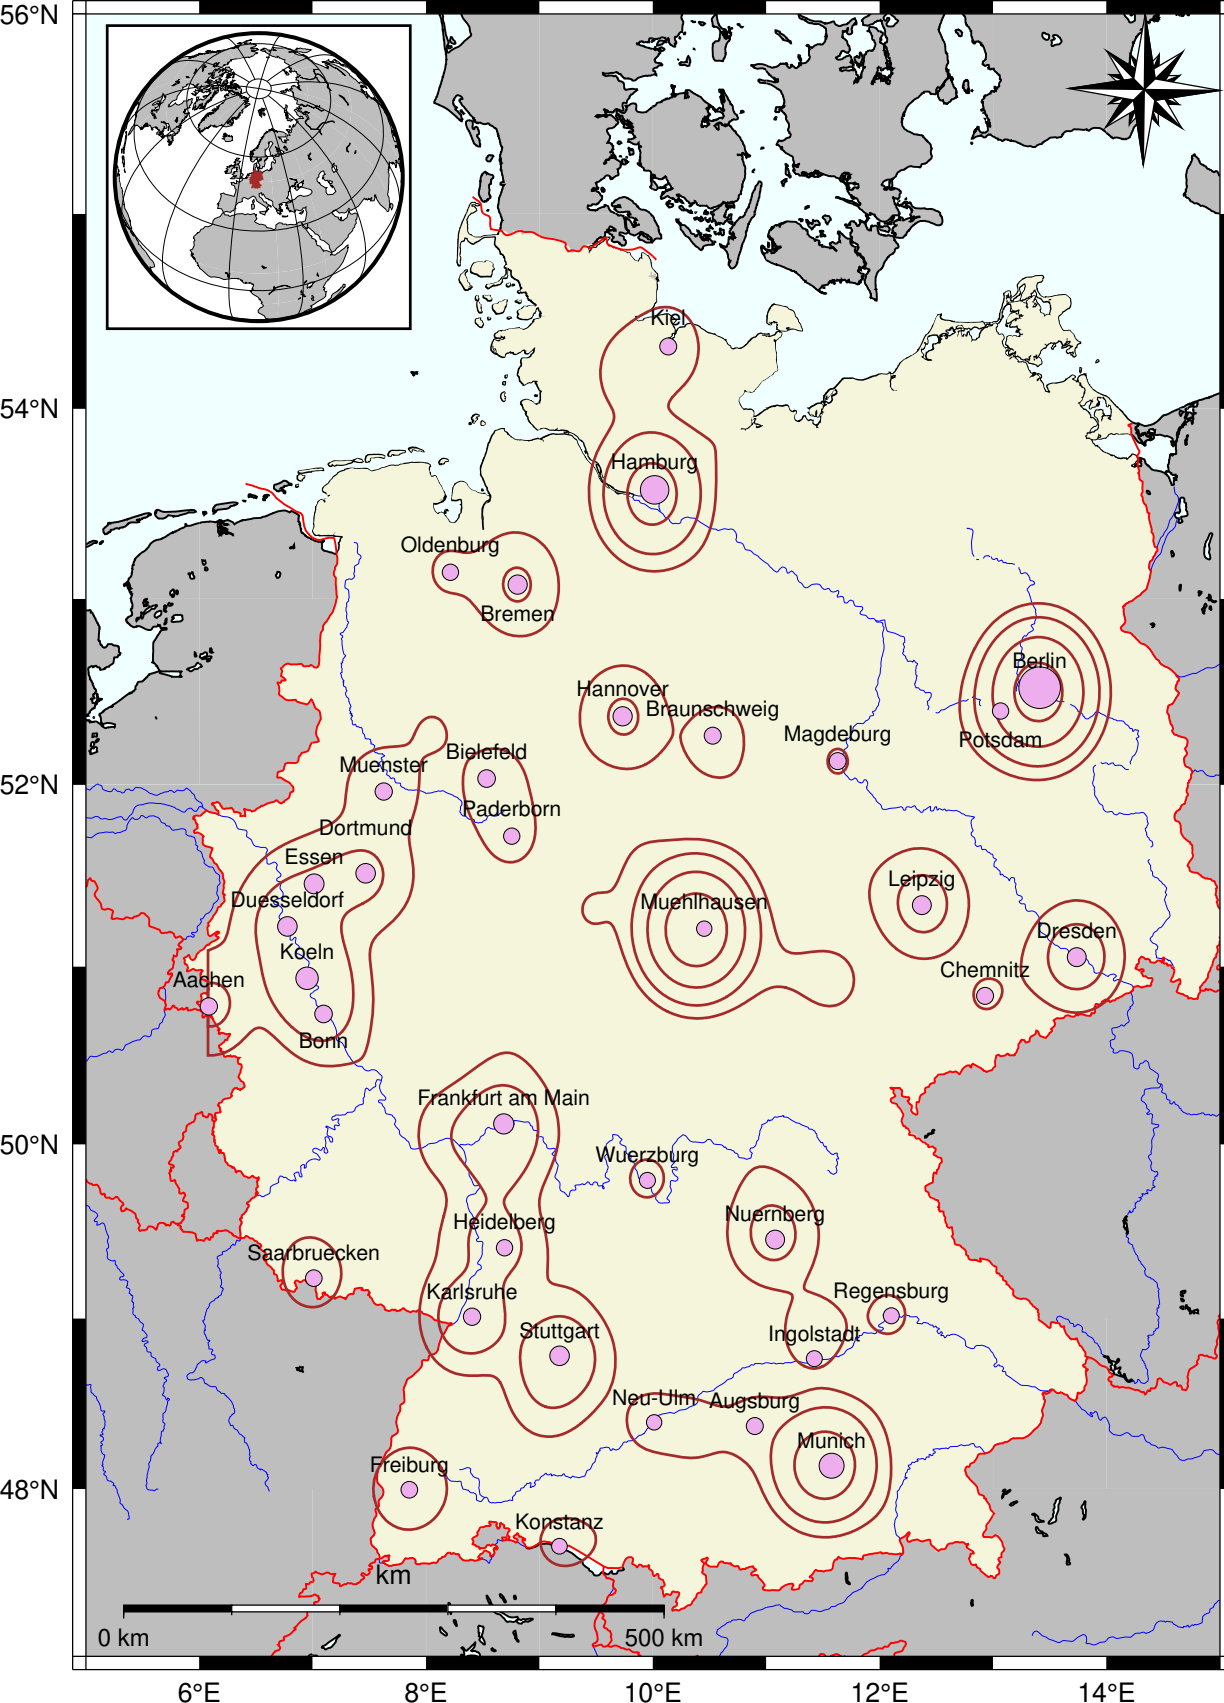 56°N
Kiel
54°N
Hamburg
Oldenburg
Bremen
Berlin
Hannover
Braunschweig
Magdeburg
Potsdam
Bielefeld
Muenster
52°N
Paderborn
Dortmund
Essen
Leipzig
Duesseldorf
Muehlhausen
Dresden
Koeln
Chemnitz
Aachen
Bonn
Frankfurt am Main
50°N
Wuerzburg
Nuernberg
Heidelberg
Saarbruecken
Karlsruhe
Regensburg
Stuttgart
Ingolstadt
Neu-Ulm
Augsburg
Munich
Freiburg
48°N
Konstanz
km
0 km
500 km
6°E
8°E
10°E
12°E
14°E